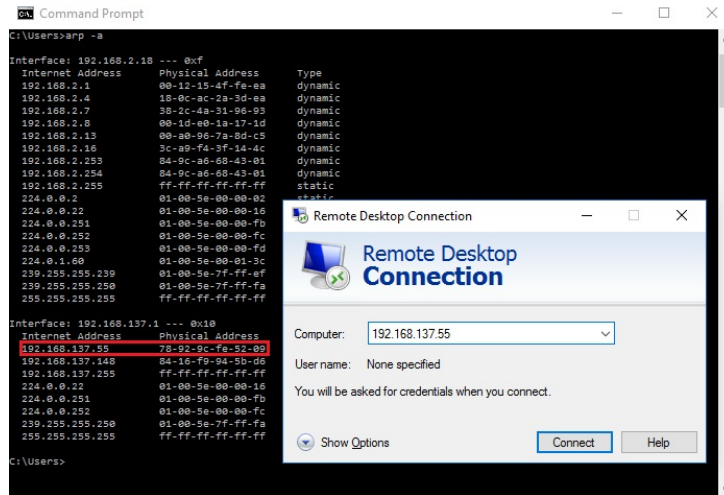 Command Prompt
C:\Users>arp -a
Interface: 192.168.2.18 --- 0xf
Internet Address Physical Address Type
192.168.2.1 00-12-15-4f-fe-ea dynamic
192.168.2.4 18-0c-ac-2a-3d-ea dynamic
192.168.2.7 38-2c-4a-31-96-93 dynamic
192.168.2.8 00-1d-e0-1a-17-1d dynamic
192.168.2.13 00-a0-96-7a-8d-c5 dynamic
192.168.2.16 3c-a9-f4-3f-14-4c dynamic
192.168.2.253 84-9c-a6-68-43-01 dynamic
192.168.2.254 84-9c-a6-68-43-01 dynamic
192.168.2.255 ff-ff-ff-ff-ff-ff static
224.0.0.2 01-00-5e-00-00-02 static
224.0.0.22 01-00-5e-00-00-16
224.0.0.251 01-00-5e-00-00-fb
224.0.0.252 01-00-5e-00-00-fc
224.0.0.253 01-00-5e-00-00-fd
224.0.1.60 01-00-5e-00-01-3c
239.255.255.239 01-00-5e-7f-ff-ef
239.255.255.250 01-00-5e-7f-ff-fa
255.255.255.255 ff-ff-ff-ff-ff-ff
Interface: 192.168.137.1 --- 0x10
Internet Address Physical Address
192.168.137.55 78-92-9c-fe-52-09
192.168.137.148 84-16-f9-94-5b-d6
192.168.137.255 ff-ff-ff-ff-ff-ff
224.0.0.22 01-00-5e-00-00-16
224.0.0.251 01-00-5e-00-00-fb
224.0.0.252 01-00-5e-00-00-fc
239.255.255.250 01-00-5e-7f-ff-fa
255.255.255.255 ff-ff-ff-ff-ff-ff
C:\Users>
Remote Desktop Connection
Remote Desktop
Connection
Computer: 192.168.137.55
User name: None specified
You will be asked for credentials when you connect.
Show Options Connect Help